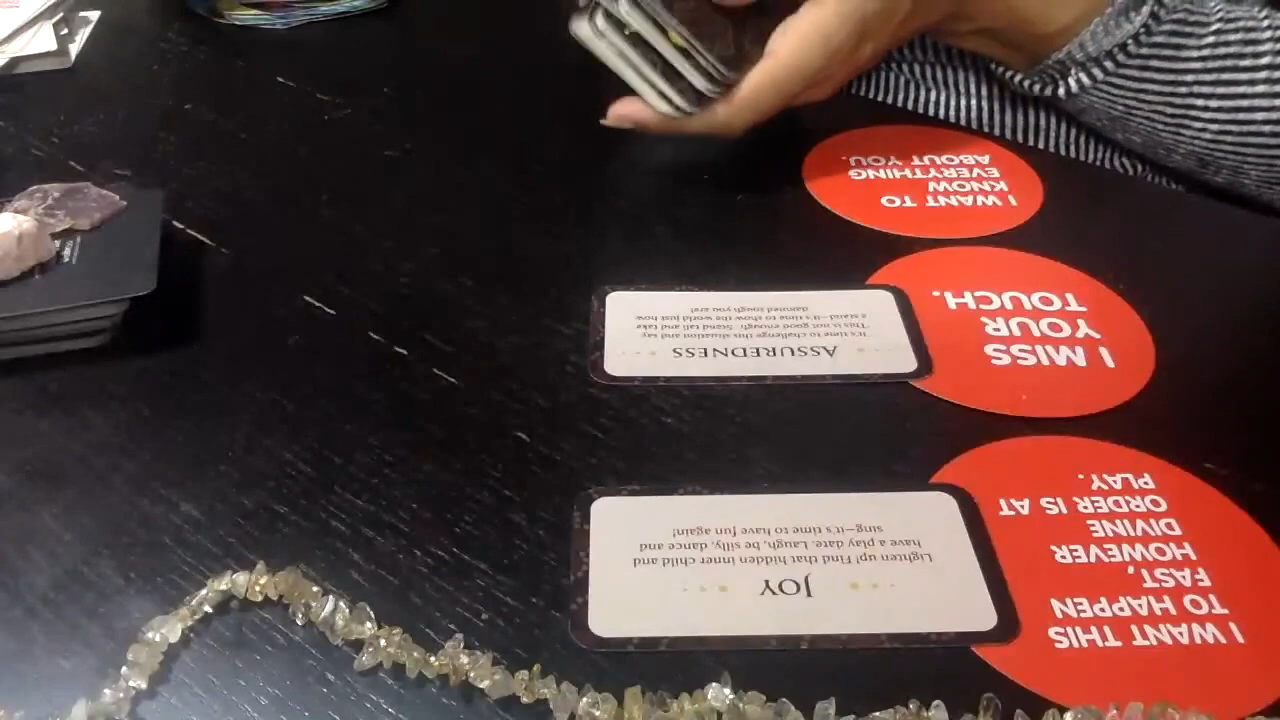 I WANT TO
KNOW
EVERYTHING
ABOUT YOU.
I MISS
YOUR
TOUCH.
ASSUREDNESS
It's time to challenge this situation and say
"This is not good enough." Stand tall and take
a stand—it's time to show the world just how
damned tough you are!
I WANT THIS
TO HAPPEN
FAST,
HOWEVER
DIVINE
ORDER IS AT
PLAY.
JOY
Lighten up! Find that hidden inner child and
have a play date. Laugh, be silly, dance and
sing—it's time to have fun again!